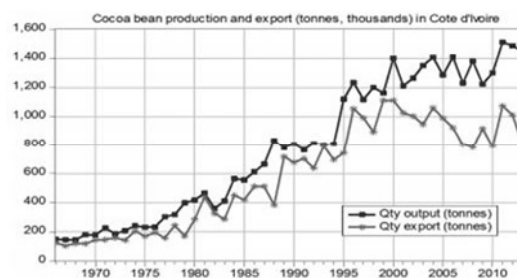 Cocoa bean production and export (tonnes, thousands) in Cote d'Ivoire
1,600
1,400
1,200
1,000
800
600
400
200
0
1970 1975 1980 1985 1990 1995 2000 2005 2010
Qty output (tonnes)
Qty export (tonnes)